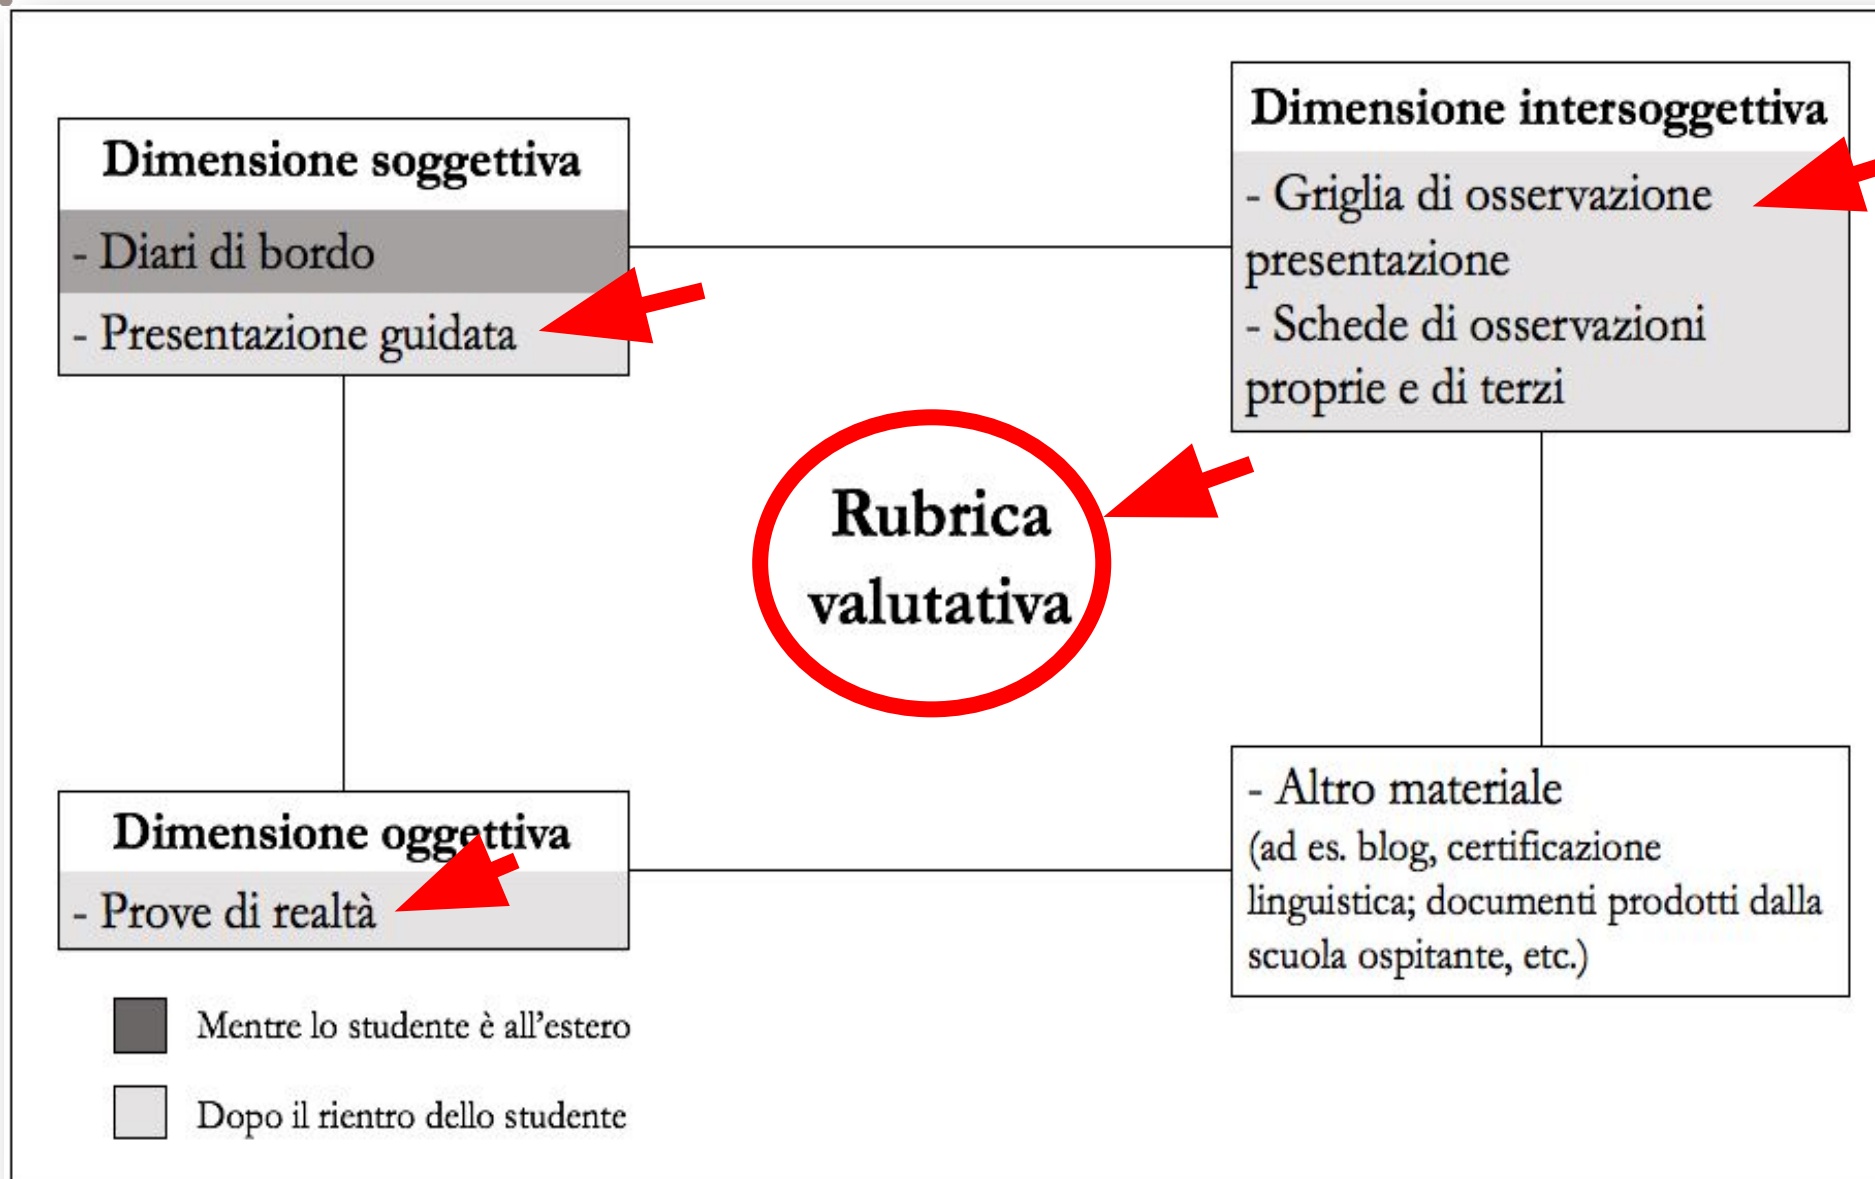 Dimensione soggettiva
- Diari di bordo
- Presentazione guidata
Dimensione intersoggettiva
- Griglia di osservazione
presentazione
- Schede di osservazioni
proprie e di terzi
Rubrica
valutativa
Dimensione oggettiva
- Prove di realtà
- Altro materiale
(ad es. blog, certificazione
linguistica; documenti prodotti dalla
scuola ospitante, etc.)
Mentre lo studente è all'estero
Dopo il rientro dello studente